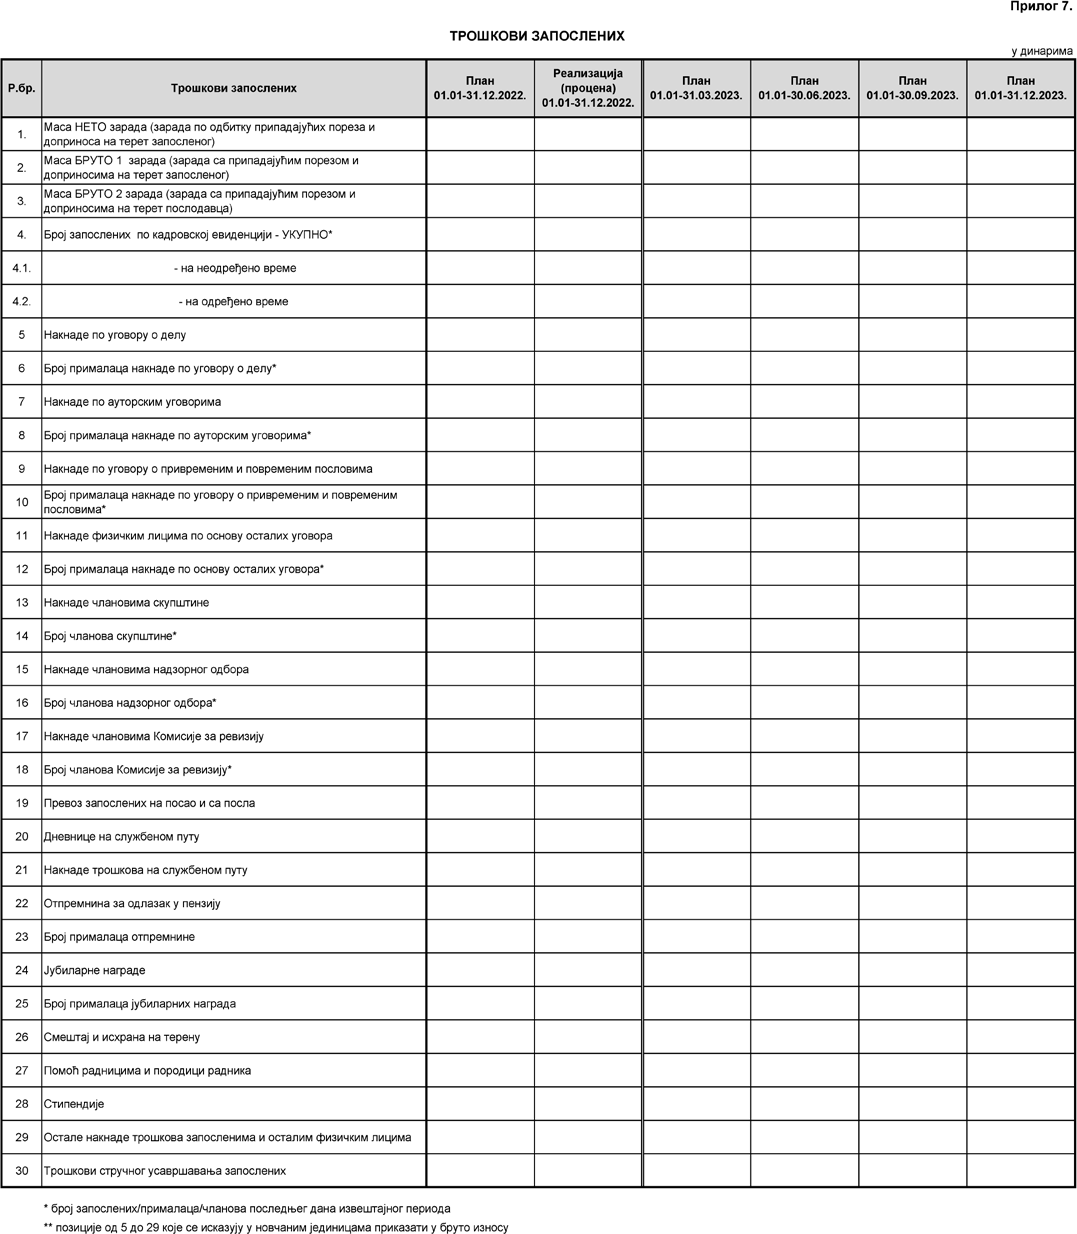 Прилог 7.
ТРОШКОВИ ЗАПОСЛЕНИХ
у динарима
Р.бр.
Трошкови запослених
План
01.01-31.12.2022.
Реализација
(процена)
01.01-31.12.2022.
План
01.01-31.03.2023.
План
01.01-30.06.2023.
План
01.01-30.09.2023.
План
01.01-31.12.2023.
1.
Маса НЕТО зарада (зарада по одбитку припадајућих пореза и
доприноса на терет запосленог)
2.
Маса БРУТО 1 зарада (зарада са припадајућим порезом и
доприносима на терет запосленог)
3.
Маса БРУТО 2 зарада (зарада са припадајућим порезом и
доприносима на терет послодавца)
4.
Број запослених по кадровској евиденцији - УКУПНО*
4.1.
- на неодређено време
4.2.
- на одређено време
5
Накнаде по уговору о делу
6
Број прималаца накнаде по уговору о делу*
7
Накнаде по ауторским уговорима
8
Број прималаца накнаде по ауторским уговорима*
9
Накнаде по уговору о привременим и повременим пословима
10
Број прималаца накнаде по уговору о привременим и повременим
пословима*
11
Накнаде физичким лицима по основу осталих уговора
12
Број прималаца накнаде по основу осталих уговора*
13
Накнаде члановима скупштине
14
Број чланова скупштине*
15
Накнаде члановима надзорног одбора
16
Број чланова надзорног одбора*
17
Накнаде члановима Комисије за ревизију
18
Број чланова Комисије за ревизију*
19
Превоз запослених на посао и са посла
20
Дневнице на службеном путу
21
Накнаде трошкова на службеном путу
22
Отпремнина за одлазак у пензију
23
Број прималаца отпремнине
24
Јубиларне награде
25
Број прималаца јубиларних награда
26
Смештај и исхрана на терену
27
Помоћ радницима и породици радника
28
Стипендије
29
Остале накнаде трошкова запосленима и осталим физичким лицима
30
Трошкови стручног усавршавања запослених
* број запослених/прималаца/чланова последњег дана извештајног периода
** позиције од 5 до 29 које се исказују у новчаним јединицама приказати у бруто износу